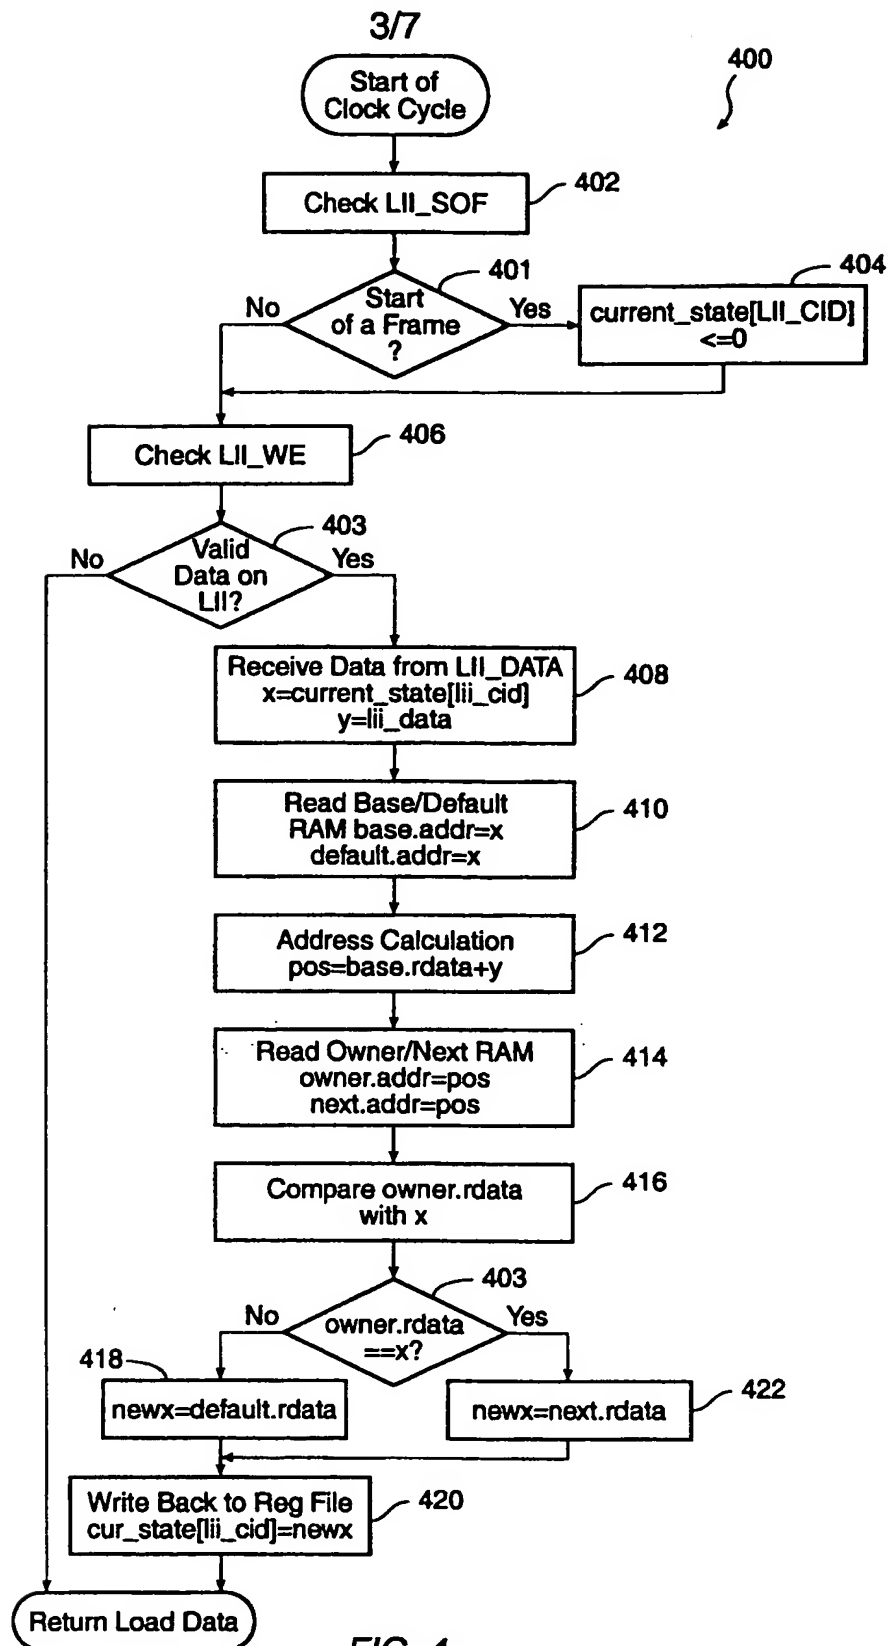 3/7
Start of
Clock Cycle
400
Check LII_SOF
402
401
Start
of a Frame
?
No
Yes
404
current_state[LII_CID]
<=0
Check LII_WE
406
403
Valid
Data on
LII?
No
Yes
Receive Data from LII_DATA
x=current_state[lii_cid]
y=lii_data
408
Read Base/Default
RAM base.addr=x
default.addr=x
410
Address Calculation
pos=base.rdata+y
412
Read Owner/Next RAM
owner.addr=pos
next.addr=pos
414
Compare owner.rdata
with x
416
403
owner.rdata
==x?
No
Yes
418
newx=default.rdata
newx=next.rdata
422
Write Back to Reg File
cur_state[lii_cid]=newx
420
Return Load Data
FIG. 4